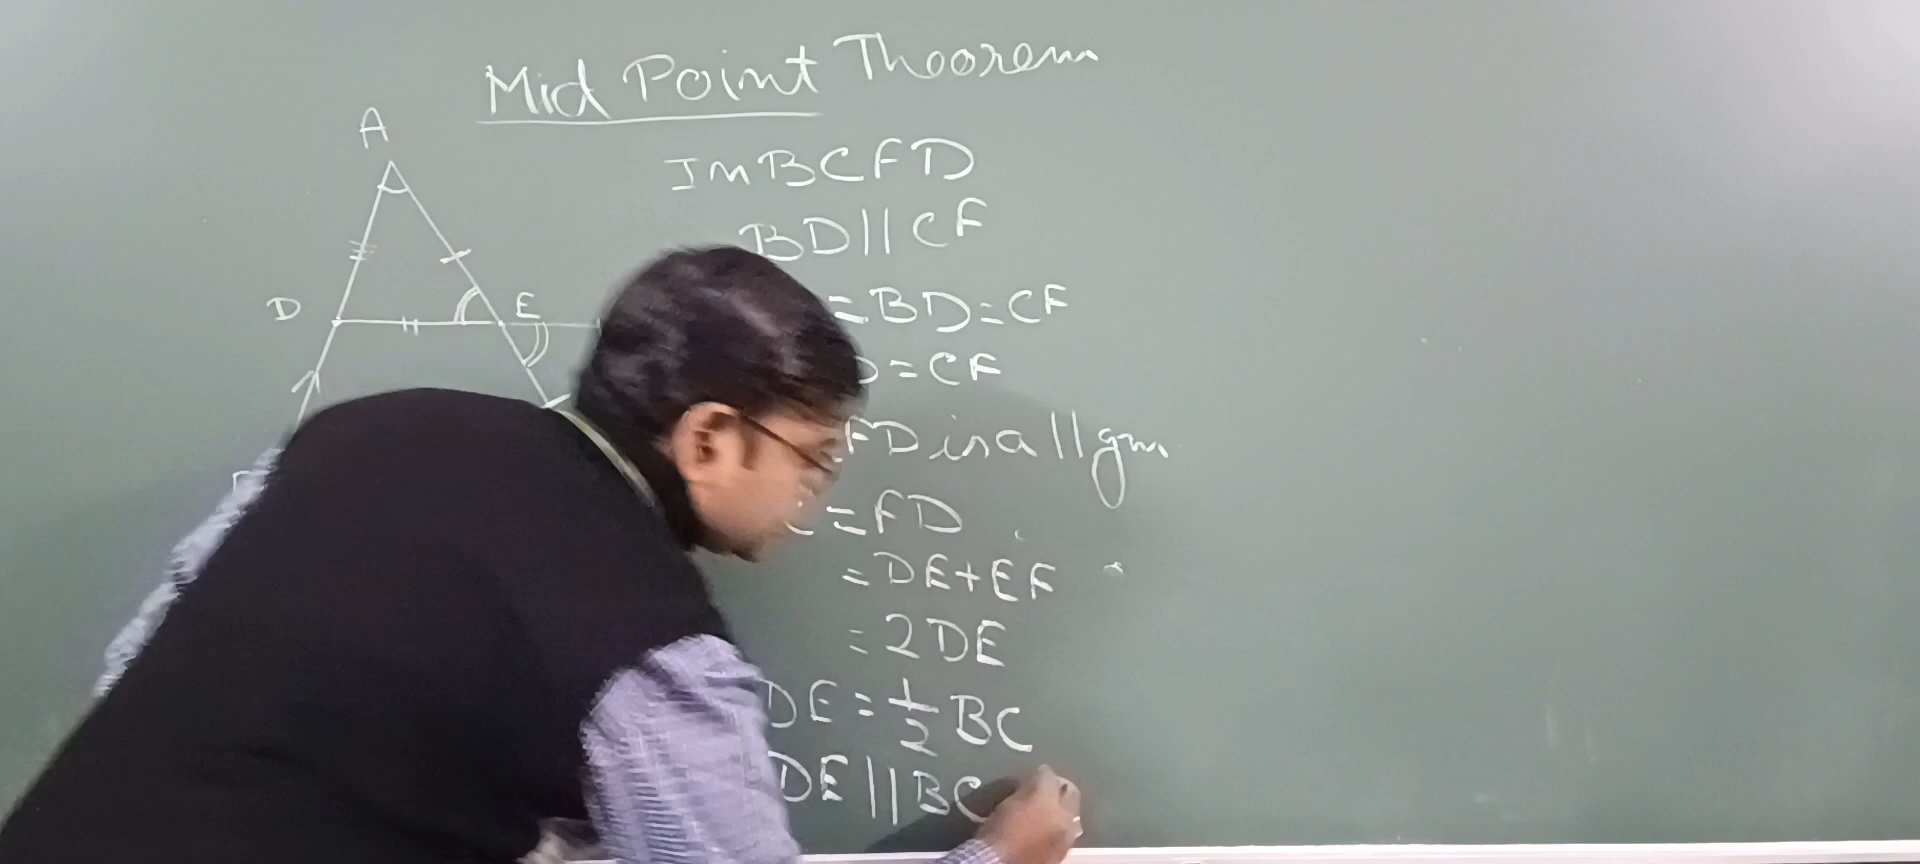 Mid Point Theorem
A
In BCFD
BD||CF
D
E
=BD=CF
=CF
FD is a ||gm
=FD
=DE+EF
=2DE
DE=1/2 BC
DE||BC